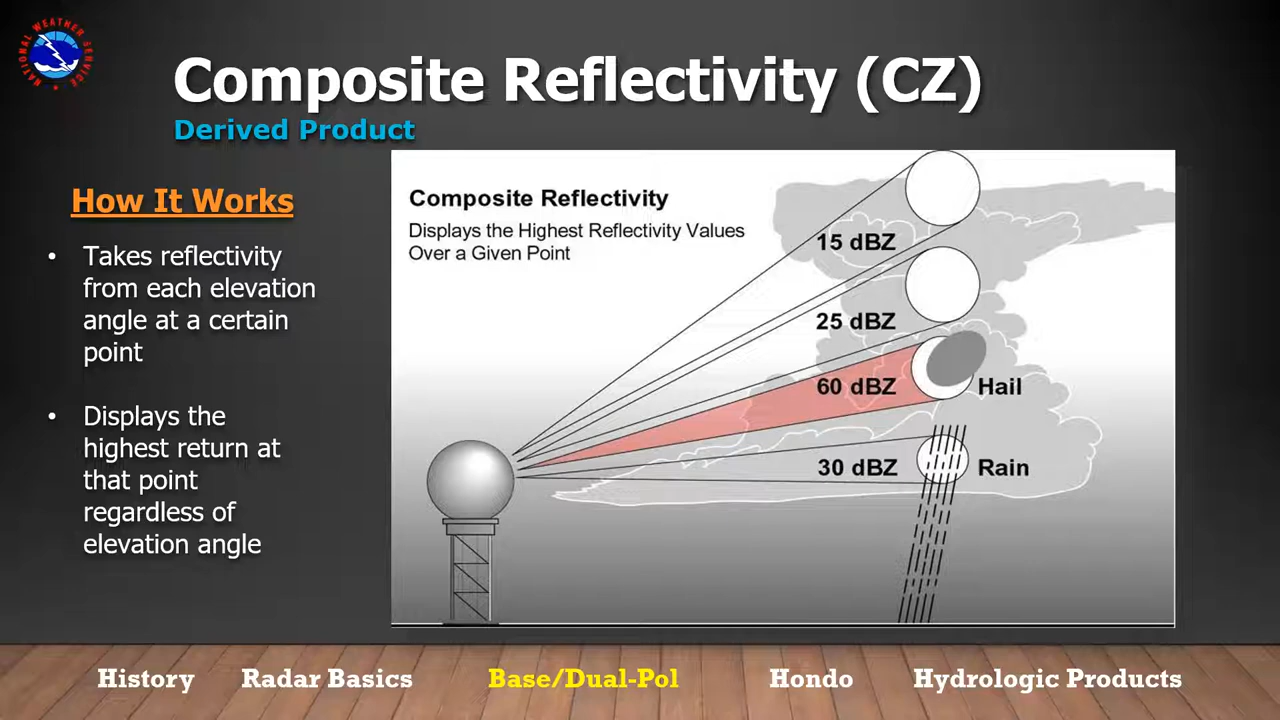 NATIONAL WEATHER SERVICE
Composite Reflectivity (CZ)
Derived Product
How It Works
• Takes reflectivity
from each elevation
angle at a certain
point
• Displays the
highest return at
that point
regardless of
elevation angle
Composite Reflectivity
Displays the Highest Reflectivity Values
Over a Given Point
15 dBZ
25 dBZ
60 dBZ
Hail
30 dBZ
Rain
History
Radar Basics
Base/Dual-Pol
Hondo
Hydrologic Products